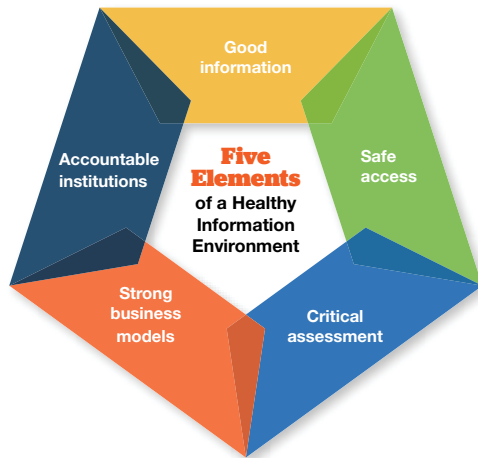 Good
information
Accountable
institutions
Five
Elements
of a Healthy
Information
Environment
Safe
access
Strong
business
models
Critical
assessment